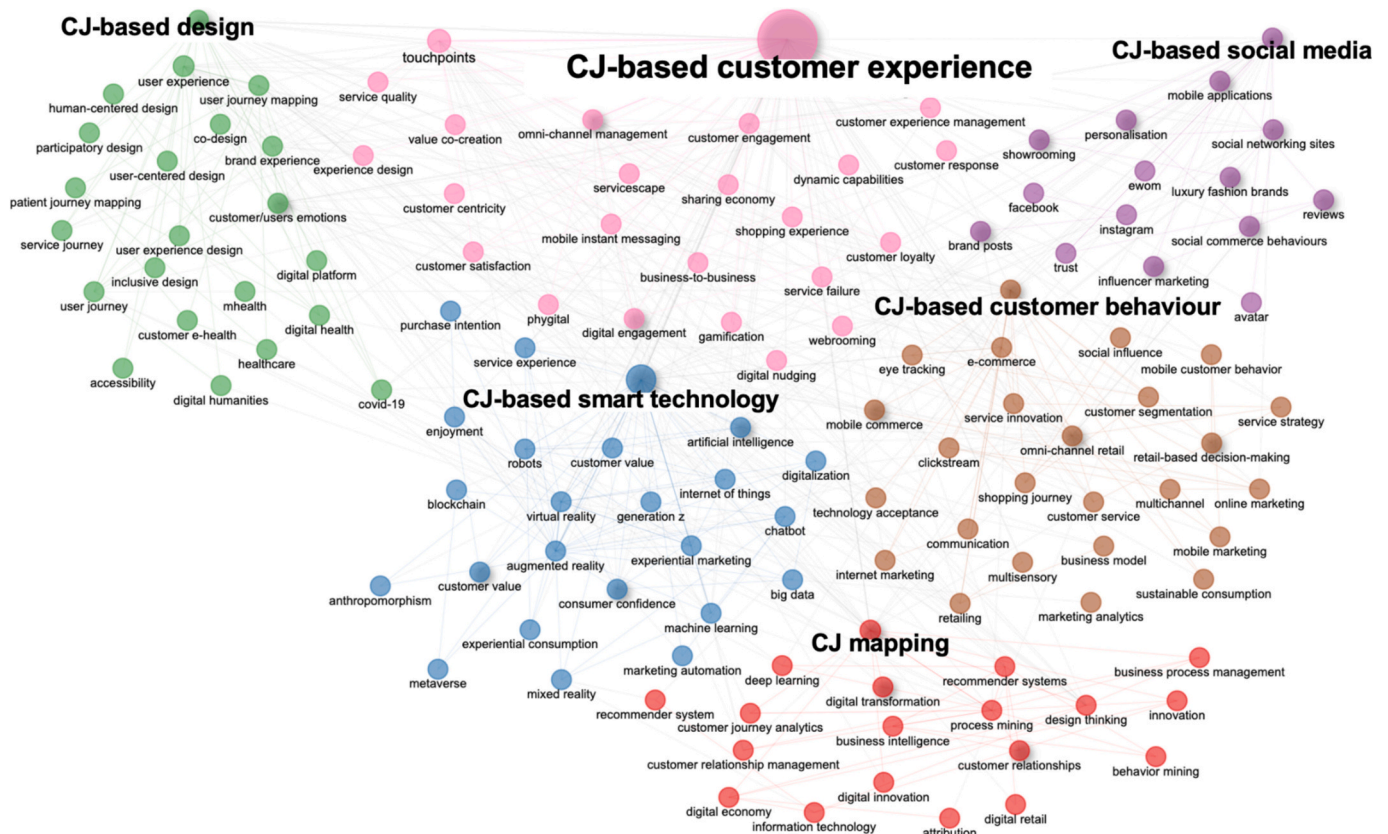 CJ-based design
touchpoints
CJ-based customer experience
CJ-based social media
user experience
human-centered design
user journey mapping
service quality
mobile applications
co-design
participatory design
brand experience
value co-creation
omni-channel management
customer engagement
customer experience management
personalisation
social networking sites
user-centered design
experience design
servicescape
dynamic capabilities
customer response
showrooming
ewom
luxury fashion brands
patient journey mapping
customer/users emotions
customer centricity
sharing economy
facebook
reviews
service journey
user experience design
mobile instant messaging
shopping experience
brand posts
instagram
social commerce behaviours
inclusive design
digital platform
customer satisfaction
business-to-business
customer loyalty
trust
influencer marketing
user journey
mhealth
service failure
CJ-based customer behaviour
avatar
customer e-health
digital health
purchase intention
phygital
digital engagement
gamification
webrooming
healthcare
service experience
digital nudging
eye tracking
e-commerce
social influence
mobile customer behavior
accessibility
digital humanities
covid-19
CJ-based smart technology
mobile commerce
service innovation
customer segmentation
service strategy
enjoyment
artificial intelligence
omni-channel retail
retail-based decision-making
robots
customer value
digitalization
clickstream
blockchain
virtual reality
generation z
internet of things
technology acceptance
shopping journey
customer service
multichannel
online marketing
chatbot
augmented reality
experiential marketing
communication
business model
mobile marketing
internet marketing
multisensory
anthropomorphism
customer value
consumer confidence
big data
retailing
marketing analytics
sustainable consumption
experiential consumption
machine learning
CJ mapping
metaverse
mixed reality
marketing automation
deep learning
recommender systems
business process management
recommender system
customer journey analytics
digital transformation
process mining
design thinking
innovation
business intelligence
customer relationship management
customer relationships
behavior mining
digital economy
digital innovation
information technology
digital retail
attribution